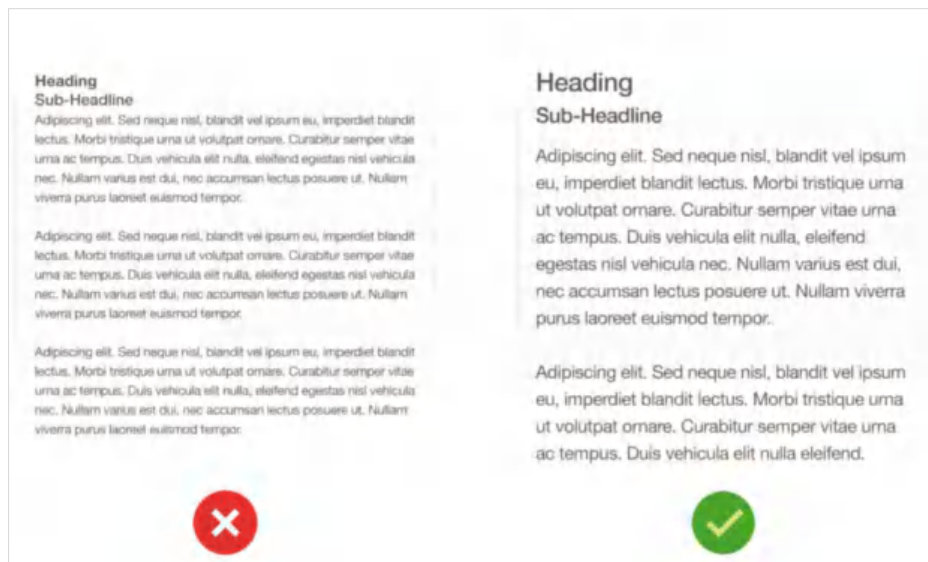 Heading
Sub-Headline
Adipiscing elit. Sed neque nisl, blandit vel ipsum eu, imperdiet blandit
lectus. Morbi tristique urna ut volutpat ornare. Curabitur semper vitae
urna ac tempus. Duis vehicula elit nulla, eleifend egestas nisl vehicula
nec. Nullam varius est dui, nec accumsan lectus posuere ut. Nullam
viverra purus laoreet euismod tempor.
Adipiscing elit. Sed neque nisl, blandit vel ipsum eu, imperdiet blandit
lectus. Morbi tristique urna ut volutpat ornare. Curabitur semper vitae
urna ac tempus. Duis vehicula elit nulla, eleifend egestas nisl vehicula
nec. Nullam varius est dui, nec accumsan lectus posuere ut. Nullam
viverra purus laoreet euismod tempor.
Adipiscing elit. Sed neque nisl, blandit vel ipsum eu, imperdiet blandit
lectus. Morbi tristique urna ut volutpat ornare. Curabitur semper vitae
urna ac tempus. Duis vehicula elit nulla, eleifend egestas nisl vehicula
nec. Nullam varius est dui, nec accumsan lectus posuere ut. Nullam
viverra purus laoreet euismod tempor.
Heading
Sub-Headline
Adipiscing elit. Sed neque nisl, blandit vel ipsum
eu, imperdiet blandit lectus. Morbi tristique urna
ut volutpat ornare. Curabitur semper vitae urna
ac tempus. Duis vehicula elit nulla, eleifend
egestas nisl vehicula nec. Nullam varius est dui,
nec accumsan lectus posuere ut. Nullam viverra
purus laoreet euismod tempor.
Adipiscing elit. Sed neque nisl, blandit vel ipsum
eu, imperdiet blandit lectus. Morbi tristique urna
ut volutpat ornare. Curabitur semper vitae urna
ac tempus. Duis vehicula elit nulla eleifend.